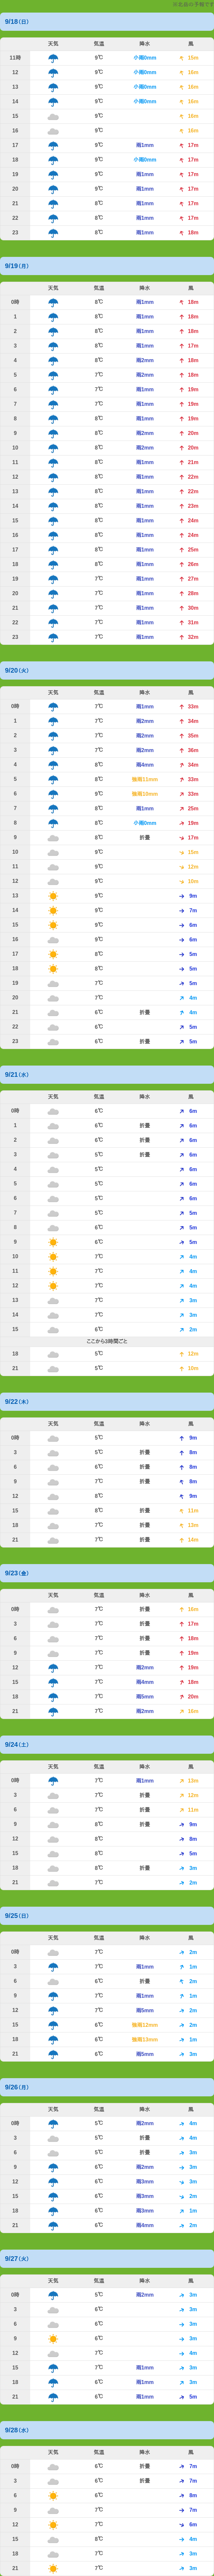 9/18(日)
天気 気温 降水 風
11時 9℃ 小雨0mm 15m
12 9℃ 小雨0mm 16m
13 9℃ 小雨0mm 16m
14 9℃ 小雨0mm 16m
15 9℃ 16m
16 9℃ 16m
17 9℃ 雨1mm 17m
18 9℃ 小雨0mm 17m
19 9℃ 雨1mm 17m
20 9℃ 雨1mm 17m
21 8℃ 雨1mm 17m
22 8℃ 雨1mm 17m
23 8℃ 雨1mm 18m
9/19(月)
天気 気温 降水 風
0時 8℃ 雨1mm 18m
1 8℃ 雨1mm 18m
2 8℃ 雨1mm 18m
3 8℃ 雨1mm 17m
4 8℃ 雨2mm 18m
5 7℃ 雨2mm 18m
6 7℃ 雨1mm 19m
7 7℃ 雨1mm 19m
8 8℃ 雨1mm 19m
9 8℃ 雨2mm 20m
10 8℃ 雨2mm 20m
11 8℃ 雨1mm 21m
12 8℃ 雨1mm 22m
13 8℃ 雨1mm 22m
14 8℃ 雨1mm 23m
15 8℃ 雨1mm 24m
16 8℃ 雨1mm 24m
17 8℃ 雨1mm 25m
18 8℃ 雨1mm 26m
19 7℃ 雨1mm 27m
20 7℃ 雨1mm 28m
21 7℃ 雨1mm 30m
22 7℃ 雨1mm 31m
23 7℃ 雨1mm 32m
9/20(火)
天気 気温 降水 風
0時 7℃ 雨1mm 33m
1 7℃ 雨2mm 34m
2 7℃ 雨2mm 35m
3 7℃ 雨2mm 36m
4 8℃ 雨4mm 34m
5 8℃ 強雨11mm 33m
6 9℃ 強雨10mm 33m
7 8℃ 雨1mm 25m
8 8℃ 小雨0mm 19m
9 8℃ 折畳 17m
10 9℃ 15m
11 9℃ 12m
12 9℃ 10m
13 9℃ 9m
14 9℃ 7m
15 9℃ 6m
16 9℃ 6m
17 8℃ 5m
18 8℃ 5m
19 7℃ 5m
20 7℃ 4m
21 6℃ 折畳 4m
22 6℃ 5m
23 6℃ 折畳 5m
9/21(水)
天気 気温 降水 風
0時 6℃ 6m
1 6℃ 折畳 6m
2 6℃ 折畳 6m
3 6℃ 折畳 6m
4 5℃ 6m
5 5℃ 6m
6 5℃ 6m
7 5℃ 5m
8 6℃ 5m
9 6℃ 5m
10 7℃ 4m
11 7℃ 4m
12 7℃ 4m
13 7℃ 3m
14 7℃ 3m
15 6℃ 2m
ここから3時間ごと
18 5℃ 12m
21 5℃ 10m
9/22(木)
天気 気温 降水 風
0時 5℃ 9m
3 5℃ 折畳 8m
6 6℃ 折畳 8m
9 7℃ 折畳 8m
12 8℃ 9m
15 8℃ 折畳 11m
18 7℃ 折畳 13m
21 7℃ 折畳 14m
9/23(金)
天気 気温 降水 風
0時 7℃ 折畳 16m
3 7℃ 折畳 17m
6 7℃ 折畳 18m
9 7℃ 折畳 19m
12 7℃ 雨2mm 19m
15 7℃ 雨4mm 18m
18 7℃ 雨5mm 20m
21 7℃ 雨2mm 16m
9/24(土)
天気 気温 降水 風
0時 7℃ 雨1mm 13m
3 7℃ 折畳 12m
6 7℃ 折畳 11m
9 8℃ 折畳 9m
12 8℃ 8m
15 8℃ 5m
18 8℃ 折畳 3m
21 7℃ 2m
9/25(日)
天気 気温 降水 風
0時 7℃ 2m
3 7℃ 雨1mm 1m
6 6℃ 折畳 2m
9 7℃ 雨1mm 1m
12 7℃ 雨5mm 2m
15 6℃ 強雨12mm 2m
18 6℃ 強雨13mm 1m
21 6℃ 雨5mm 3m
9/26(月)
天気 気温 降水 風
0時 5℃ 雨2mm 4m
3 5℃ 折畳 4m
6 5℃ 折畳 3m
9 6℃ 雨2mm 3m
12 6℃ 雨3mm 3m
15 6℃ 雨3mm 2m
18 6℃ 雨3mm 1m
21 6℃ 雨4mm 2m
9/27(火)
天気 気温 降水 風
0時 5℃ 雨2mm 3m
3 6℃ 3m
6 6℃ 3m
9 6℃ 3m
12 7℃ 4m
15 7℃ 雨1mm 3m
18 6℃ 雨1mm 3m
21 6℃ 雨1mm 5m
9/28(水)
天気 気温 降水 風
0時 6℃ 折畳 7m
3 6℃ 折畳 7m
6 6℃ 8m
9 7℃ 7m
12 7℃ 6m
15 8℃ 4m
18 7℃ 3m
21 7℃ 3m